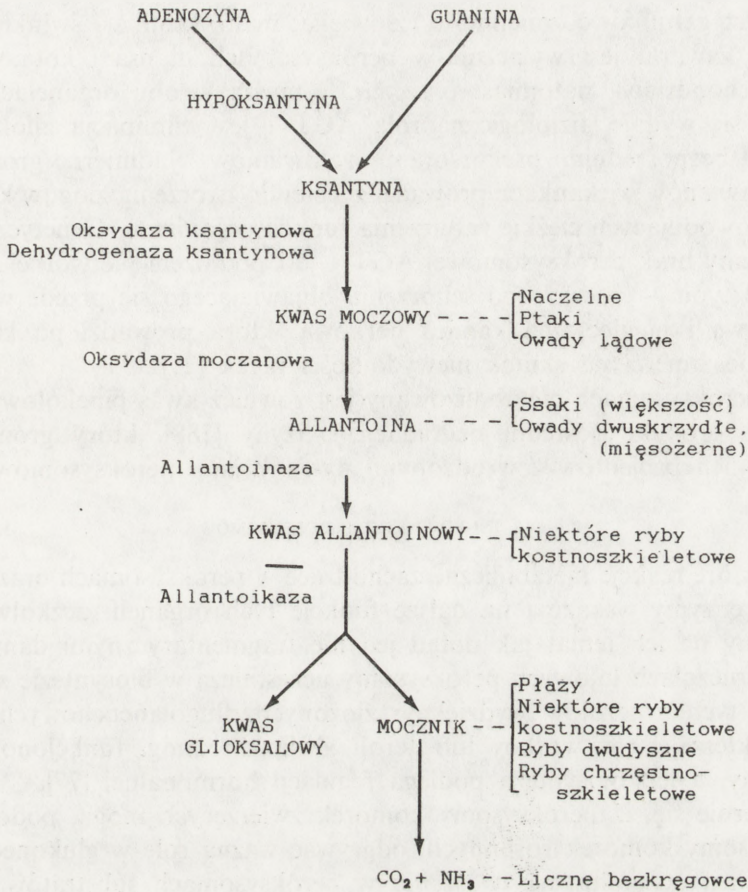 ADENOZYNA GUANINA
HYPOKSANTYNA
KSANTYNA
Oksydaza ksantynowa
Dehydrogenaza ksantynowa
KWAS MOCZOWY
Naczelne
Ptaki
Owady lądowe
Oksydaza moczanowa
ALLANTOINA
Ssaki (większość)
Owady dwuskrzydłe,
(mięsożerne)
Allantoinaza
KWAS ALLANTOINOWY
Niektóre ryby
kostnoszkieletowe
Allantoikaza
KWAS
GLIOKSALOWY
MOCZNIK
Płazy
Niektóre ryby
kostnoszkieletowe
Ryby dwudyszne
Ryby chrzęstno-
szkieletowe
CO₂ + NH₃ -- Liczne bezkręgowce